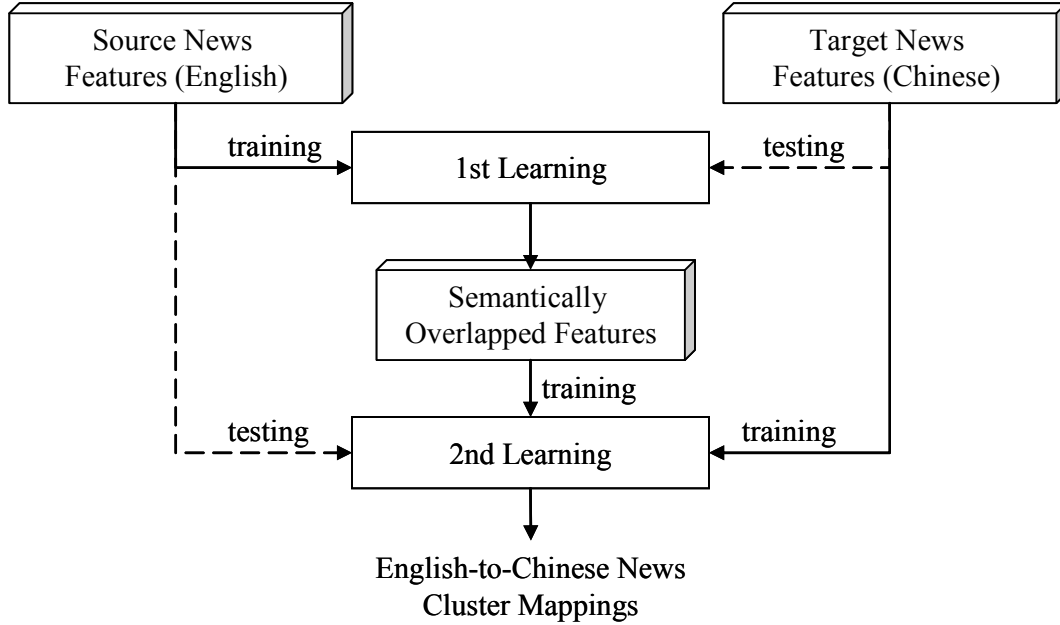 Source News
Features (English)
Target News
Features (Chinese)
training
testing
1st Learning
Semantically
Overlapped Features
training
testing
training
2nd Learning
English-to-Chinese News
Cluster Mappings